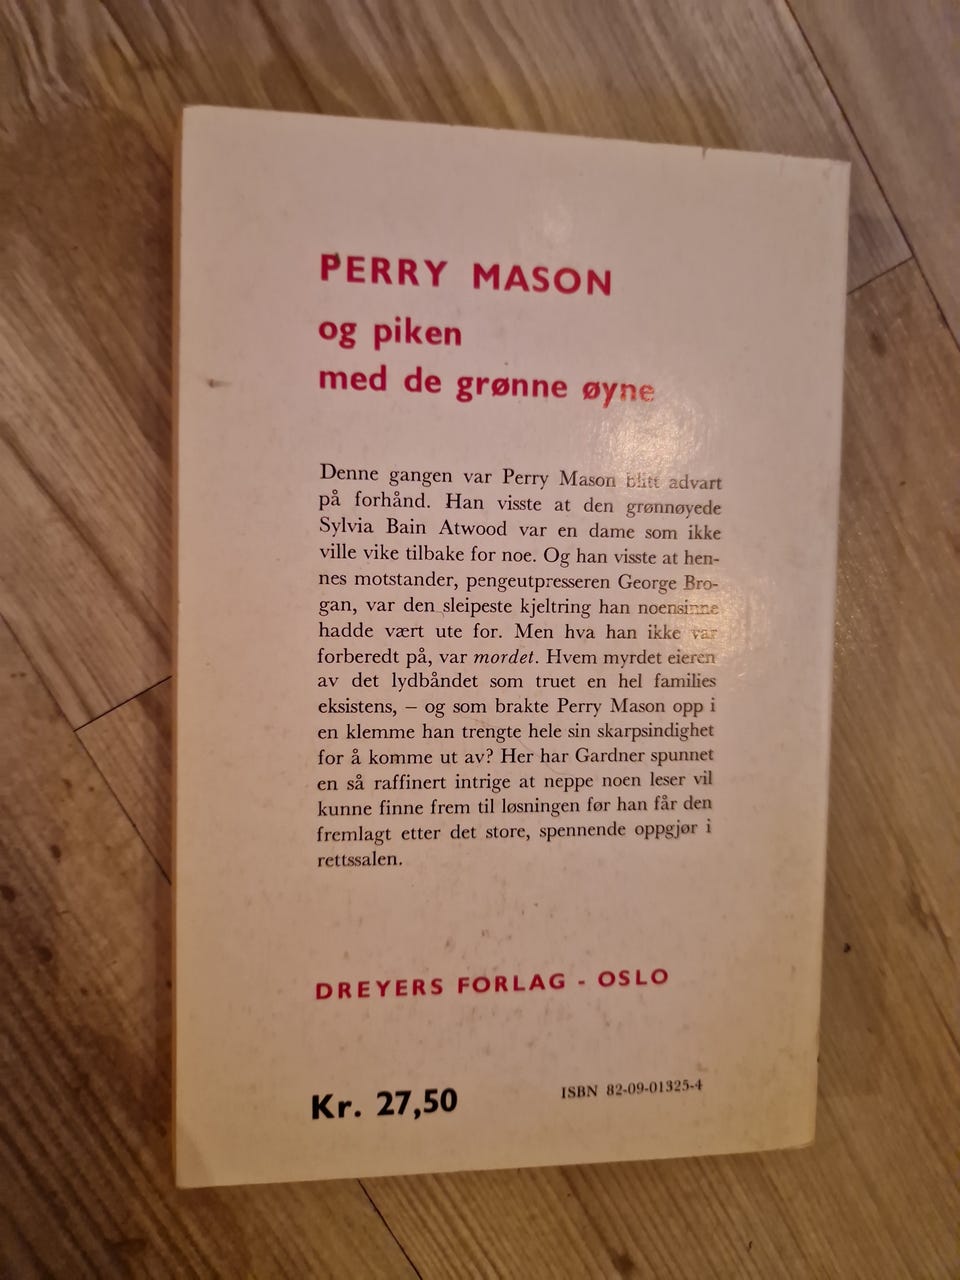 PERRY MASON
og piken
med de grønne øyne
Denne gangen var Perry Mason blitt advart
på forhånd. Han visste at den grønnøyede
Sylvia Bain Atwood var en dame som ikke
ville vike tilbake for noe. Og han visste at hen-
nes motstander, pengeutpresseren George Bro-
gan, var den sleipeste kjeltring han noensinne
hadde vært ute for. Men hva han ikke var
forberedt på, var mordet. Hvem myrdet eieren
av det lydbåndet som truet en hel families
eksistens, – og som brakte Perry Mason opp i
en klemme han trengte hele sin skarpsindighet
for å komme ut av? Her har Gardner spunnet
en så raffinert intrige at neppe noen leser vil
kunne finne frem til løsningen før han får den
fremlagt etter det store, spennende oppgjør i
rettssalen.
DREYERS FORLAG - OSLO
Kr. 27,50
ISBN 82-09-01325-4